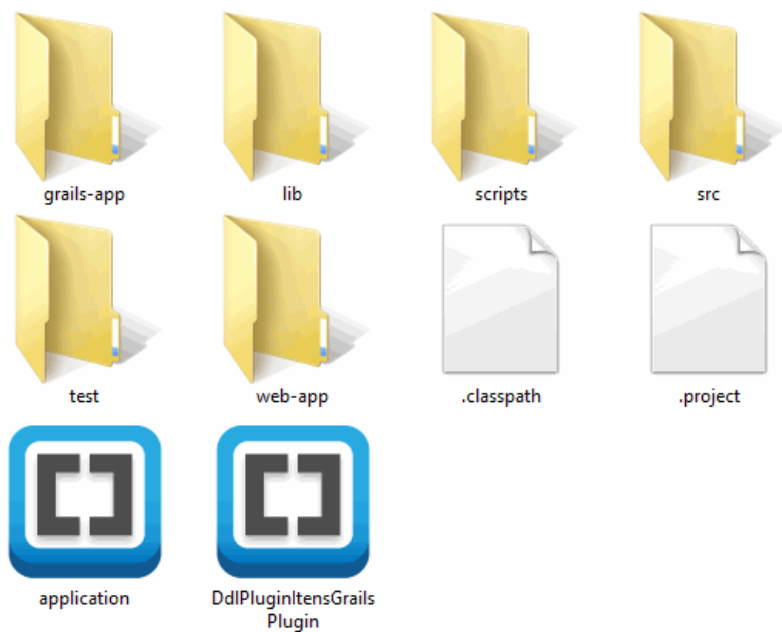 grails-app
lib
scripts
src
test
web-app
.classpath
.project
application
DdlPluginItensGrails
Plugin